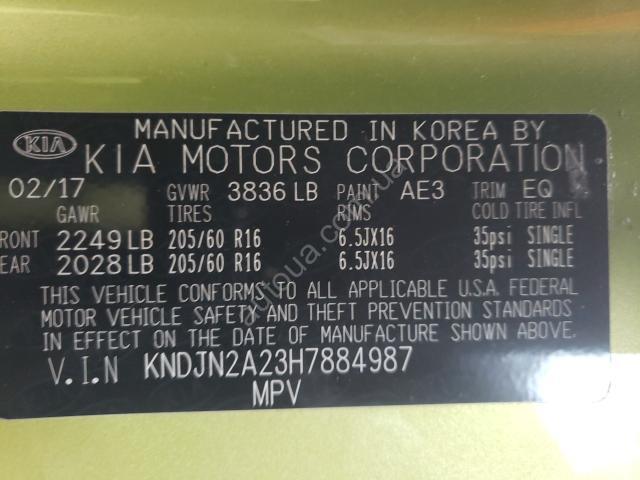 MANUFACTURED IN KOREA BY
KIA KIA MOTORS CORPORATION
02/17 GVWR 3836 LB PAINT AE3 TRIM EQ
GAWR TIRES RIMS COLD TIRE INFL
FRONT 2249 LB 205/60 R16 6.5JX16 35psi SINGLE
REAR 2028 LB 205/60 R16 6.5JX16 35psi SINGLE
THIS VEHICLE CONFORMS TO ALL APPLICABLE U.S.A. FEDERAL
MOTOR VEHICLE SAFETY AND THEFT PREVENTION STANDARDS
IN EFFECT ON THE DATE OF MANUFACTURE SHOWN ABOVE.
V.I.N KNDJN2A23H7884987
MPV